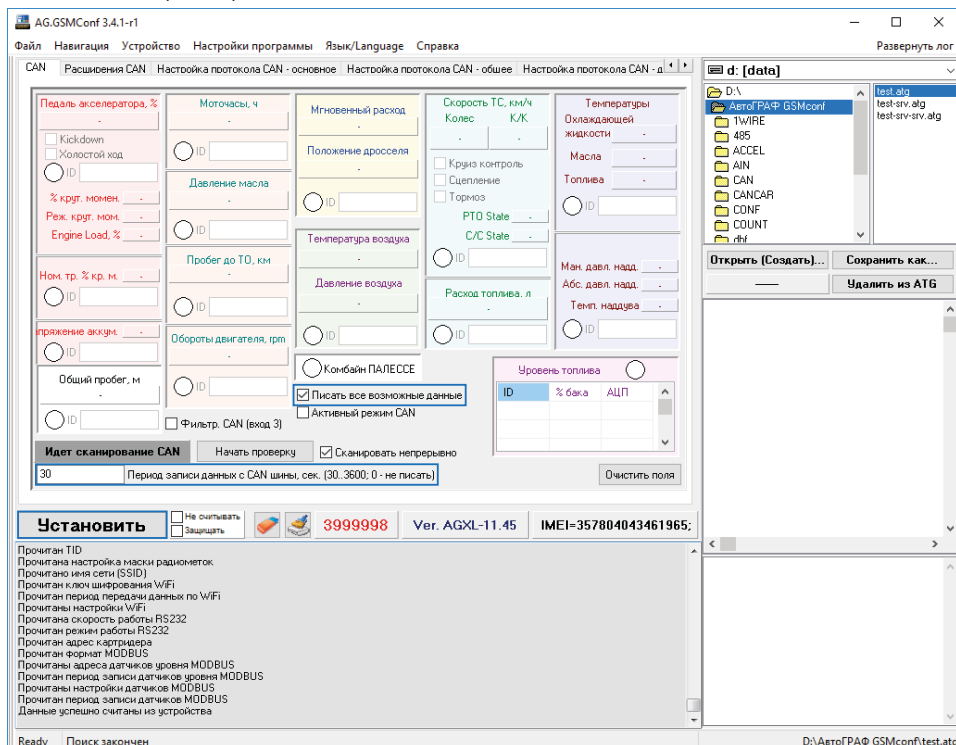 AG.GSMConf 3.4.1-r1
Файл Навигация Устройство Настройки программы Язык/Language Справка Развернуть лог
CAN Расширения CAN Настройка протокола CAN - основное Настройка протокола CAN - общее Настройка протокола CAN - д
Педаль акселератора, %
-
Kickdown
Холостой ход
ID
% крут. момен. -
Реж. крут. мом. -
Engine Load, % -
Ном. тр. % кр. м. -
ID
пряжение аккум. -
ID
Общий пробег, м
-
ID
Моточасы, ч
-
ID
Давление масла
-
ID
Пробег до ТО, км
-
ID
Обороты двигателя, rpm
-
ID
Фильтр. CAN (вход 3)
Мгновенный расход
-
Положение дросселя
-
ID
Температура воздуха
-
Давление воздуха
-
ID
Комбайн ПАЛЕССЕ
Писать все возможные данные
Активный режим CAN
Скорость ТС, км/ч
Колес К/К
- -
Круиз контроль
Сцепление
Тормоз
PTO State -
C/C State -
ID
Расход топлива. л
-
ID
Температуры
Охлаждающей
жидкости -
Масла -
Топлива -
ID
Ман. давл. надд. -
Абс. давл. надд. -
Темп. наддува -
ID
Уровень топлива
ID % бака АЦП
Идет сканирование CAN Начать проверку Сканировать непрерывно
30 Период записи данных с CAN шины, сек. (30..3600; 0 - не писать) Очистить поля
Установить Не считывать
Защищать
3999998 Ver. AGXL-11.45 IMEI=357804043461965;
Прочитан TID
Прочитана настройка маски радиометок
Прочитано имя сети (SSID)
Прочитан ключ шифрования WiFi
Прочитан период передачи данных по WiFi
Прочитаны настройки WiFi
Прочитана скорость работы RS232
Прочитан режим работы RS232
Прочитан адрес картридера
Прочитан формат MODBUS
Прочитаны адреса датчиков уровня MODBUS
Прочитан период записи датчиков уровня MODBUS
Прочитаны настройки датчиков MODBUS
Прочитан период записи датчиков MODBUS
Данные успешно считаны из устройства
d: [data]
D:\
АвтоГРАФ GSMconf
1WIRE
485
ACCEL
AIN
CAN
CANCAR
CONF
COUNT
dbf
test.atg
test-srv.atg
test-srv-srv.atg
Открыть (Создать)... Сохранить как...
—— Удалить из ATG
Ready Поиск закончен D:\АвтоГРАФ GSMconf\test.atg